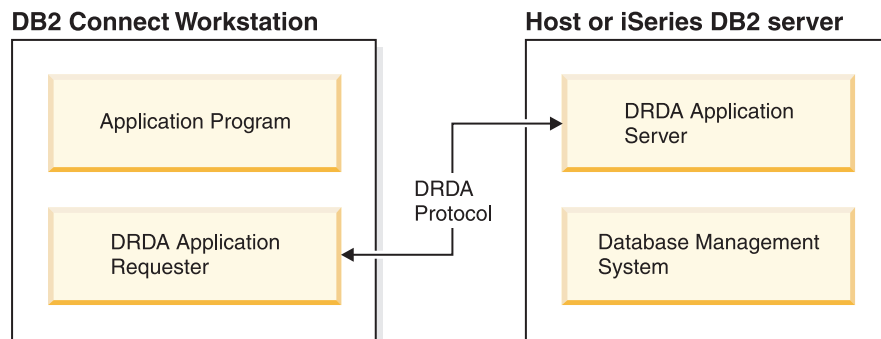 DB2 Connect Workstation
Host or iSeries DB2 server
Application Program
DRDA Application
Requester
DRDA
Protocol
DRDA Application
Server
Database Management
System